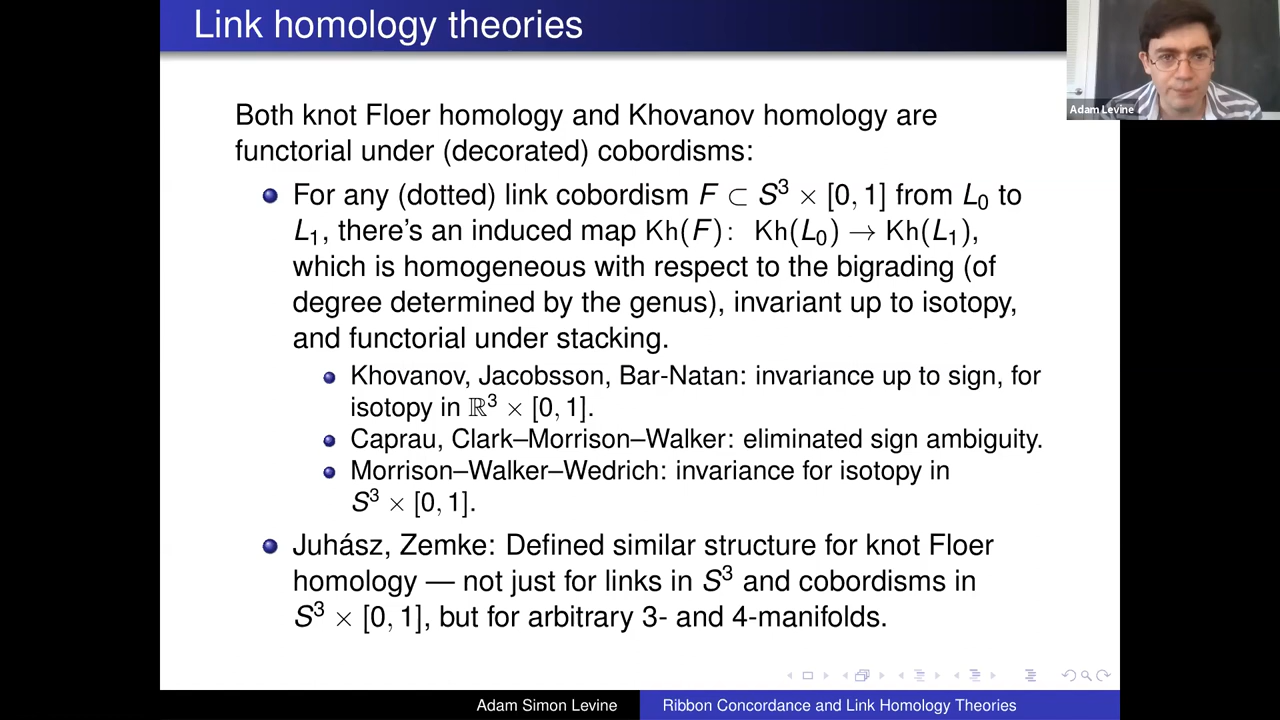 Link homology theories
Adam Levine
Both knot Floer homology and Khovanov homology are
functorial under (decorated) cobordisms:
For any (dotted) link cobordism F ⊂ S³ × [0, 1] from L₀ to
L₁, there's an induced map Kh(F): Kh(L₀) → Kh(L₁),
which is homogeneous with respect to the bigrading (of
degree determined by the genus), invariant up to isotopy,
and functorial under stacking.
Khovanov, Jacobsson, Bar-Natan: invariance up to sign, for
isotopy in ℝ³ × [0, 1].
Caprau, Clark–Morrison–Walker: eliminated sign ambiguity.
Morrison–Walker–Wedrich: invariance for isotopy in
S³ × [0, 1].
Juhász, Zemke: Defined similar structure for knot Floer
homology — not just for links in S³ and cobordisms in
S³ × [0, 1], but for arbitrary 3- and 4-manifolds.
Adam Simon Levine
Ribbon Concordance and Link Homology Theories